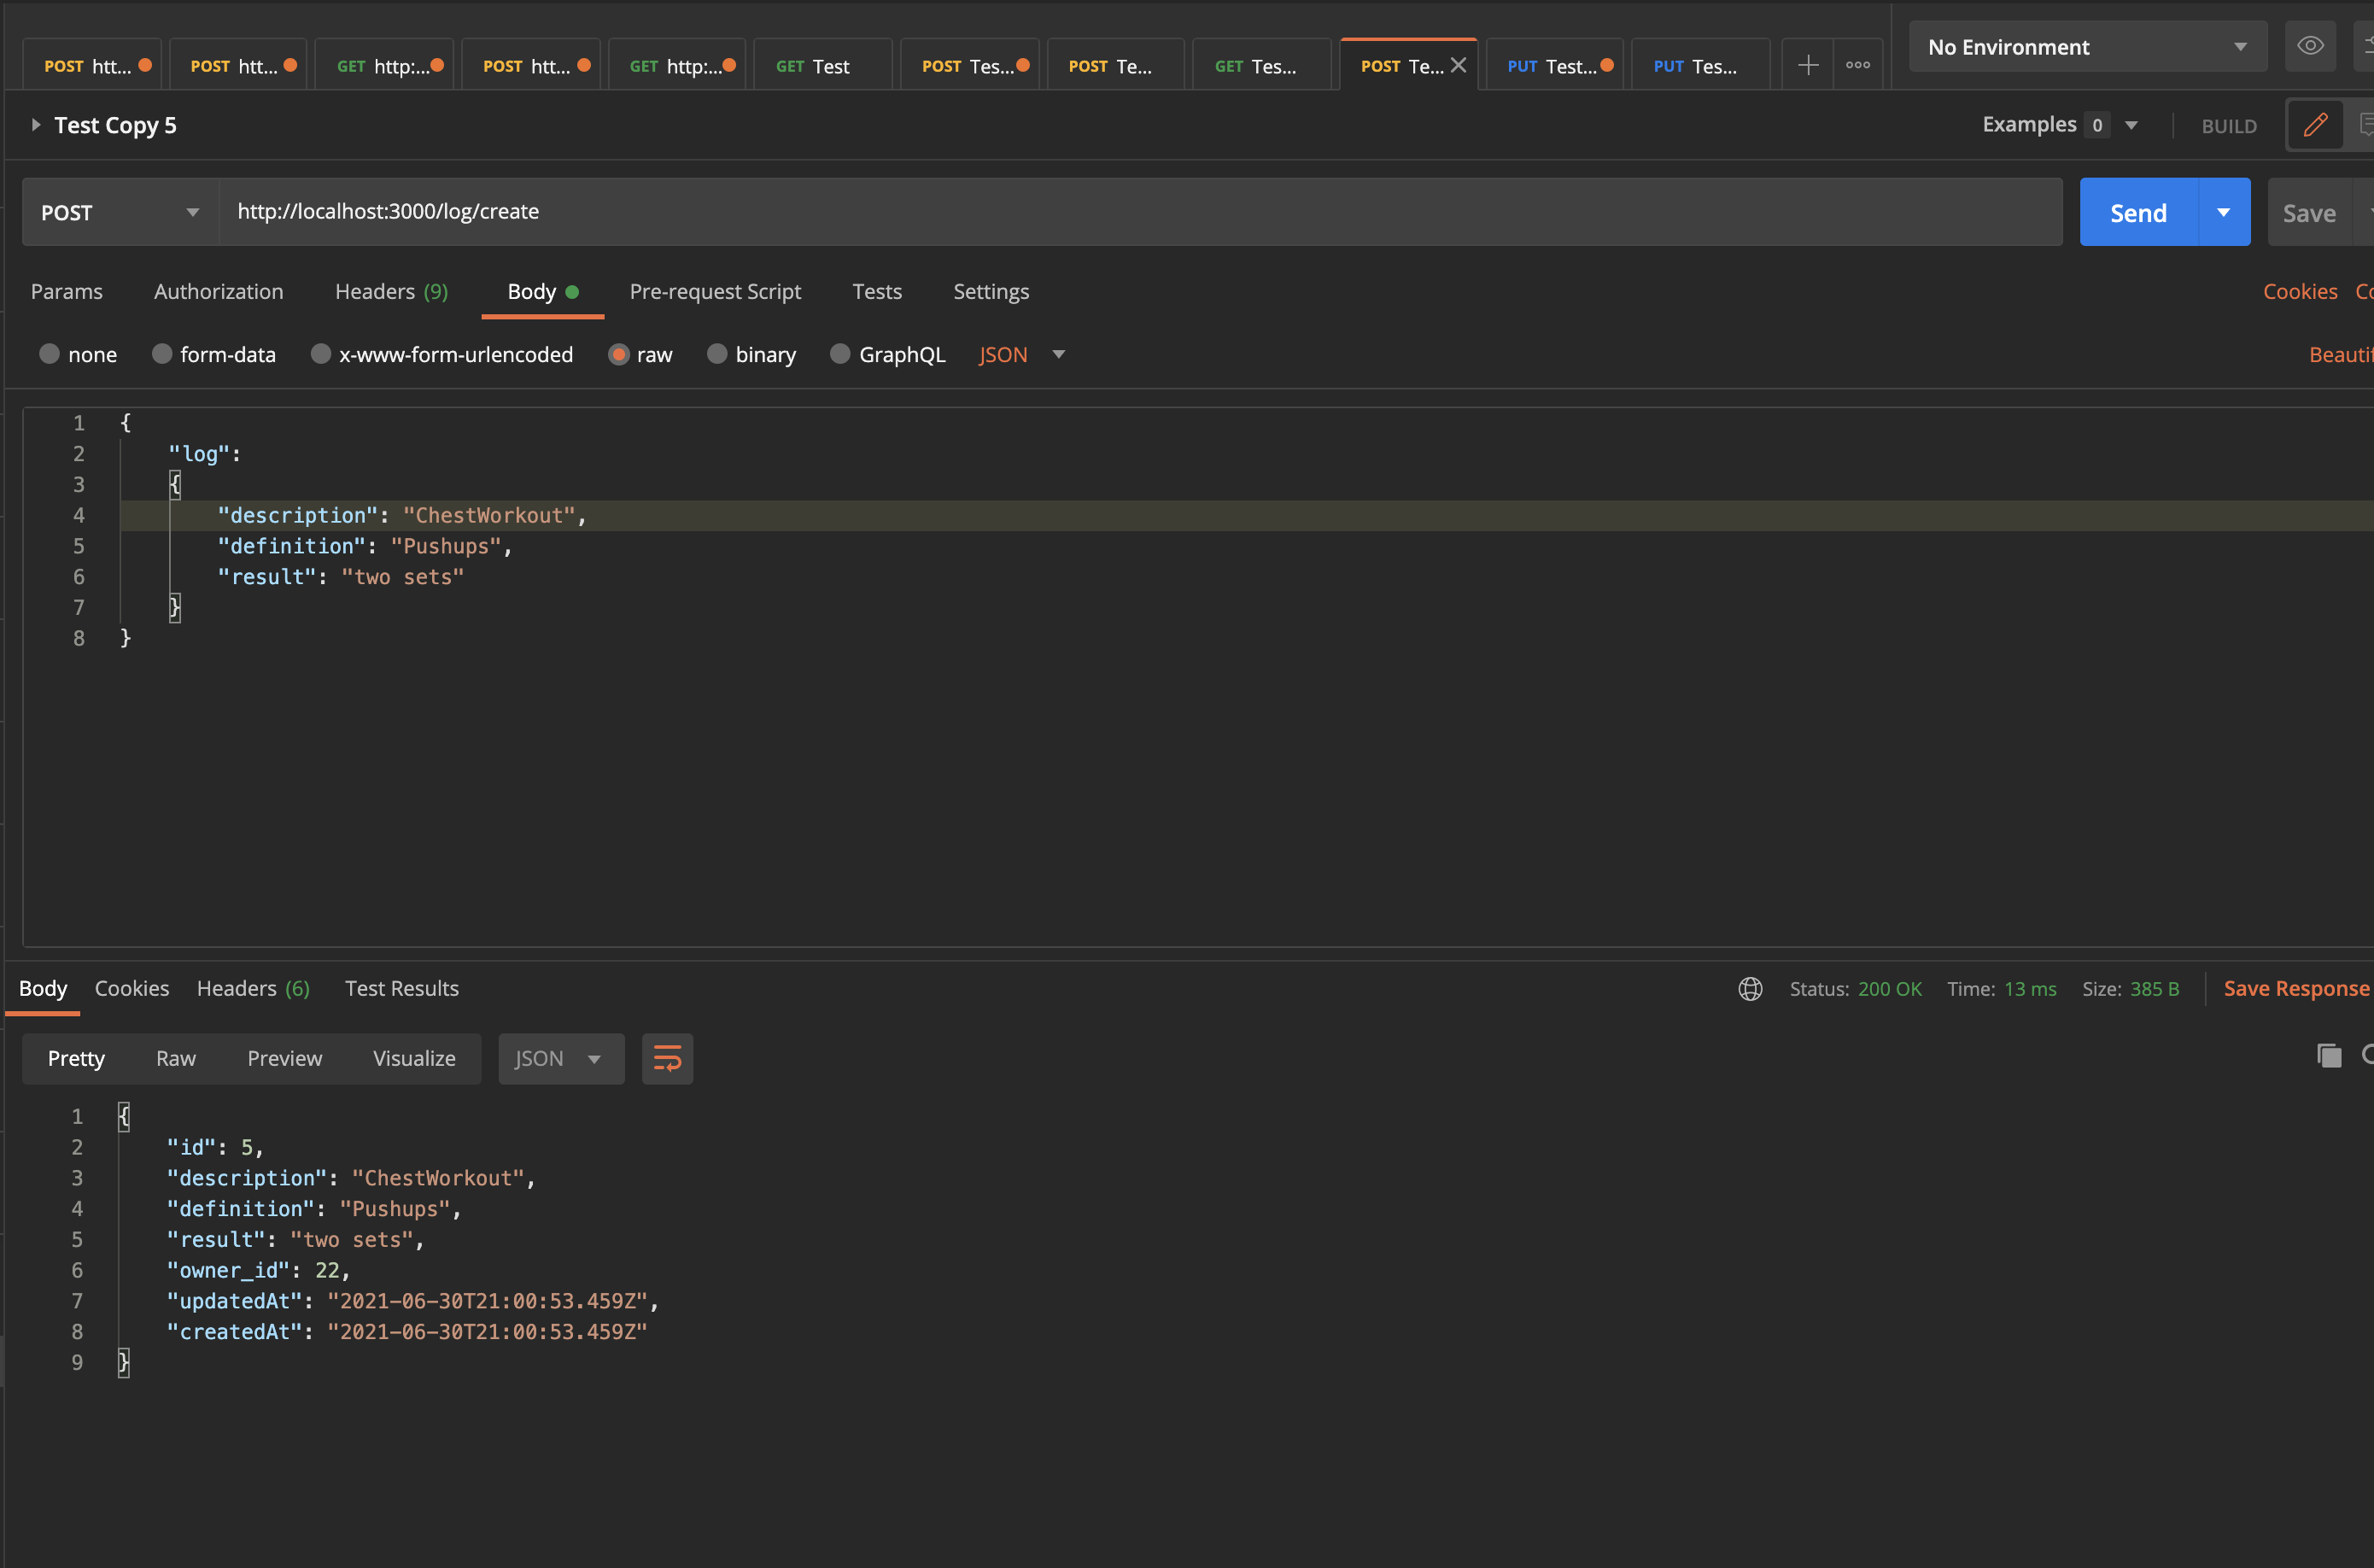 POST htt... POST htt... GET http:... POST htt... GET http:... GET Test POST Tes... POST Te... GET Tes... POST Te... PUT Test... PUT Tes... No Environment
Test Copy 5 Examples 0 BUILD
POST http://localhost:3000/log/create Send Save
Params Authorization Headers (9) Body Pre-request Script Tests Settings Cookies
none form-data x-www-form-urlencoded raw binary GraphQL JSON
1 {
2 "log":
3 {
4 "description": "ChestWorkout",
5 "definition": "Pushups",
6 "result": "two sets"
7 }
8 }
Body Cookies Headers (6) Test Results Status: 200 OK Time: 13 ms Size: 385 B Save Response
Pretty Raw Preview Visualize JSON
1 {
2 "id": 5,
3 "description": "ChestWorkout",
4 "definition": "Pushups",
5 "result": "two sets",
6 "owner_id": 22,
7 "updatedAt": "2021-06-30T21:00:53.459Z",
8 "createdAt": "2021-06-30T21:00:53.459Z"
9 }